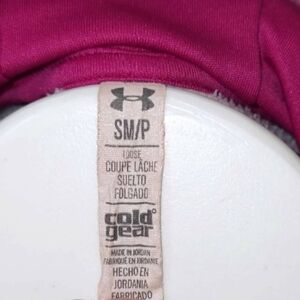 SM/P
LOOSE
COUPE LÂCHE
SUELTO
FOLGADO
cold
gear
MADE IN JORDAN
FABRIQUÉ EN JORDANIE
HECHO EN
JORDANIA
FABRICADO